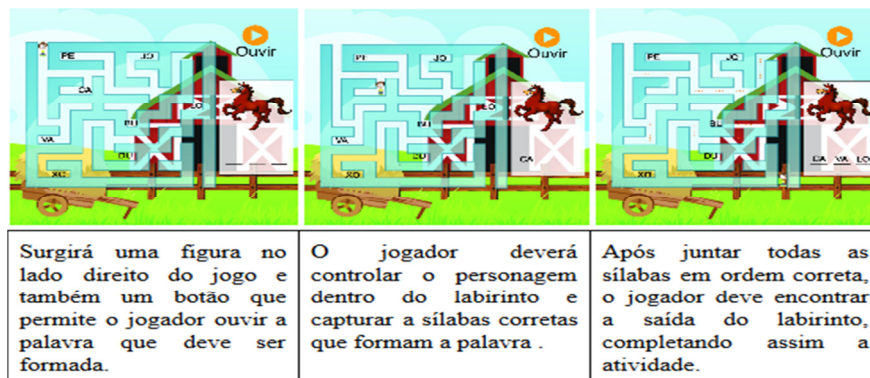 Ouvir
PE JO
CA
LO
BU
VA
DU
XO
Ouvir
PE JO
LO
BU
VA
DU
CA
XO
Ouvir
PE JO
BU
DU
CA VA LO
XO
Surgirá uma figura no
lado direito do jogo e
também um botão que
permite o jogador ouvir a
palavra que deve ser
formada.
O jogador deverá
controlar o personagem
dentro do labirinto e
capturar a sílabas corretas
que formam a palavra .
Após juntar todas as
sílabas em ordem correta,
o jogador deve encontrar
a saída do labirinto,
completando assim a
atividade.